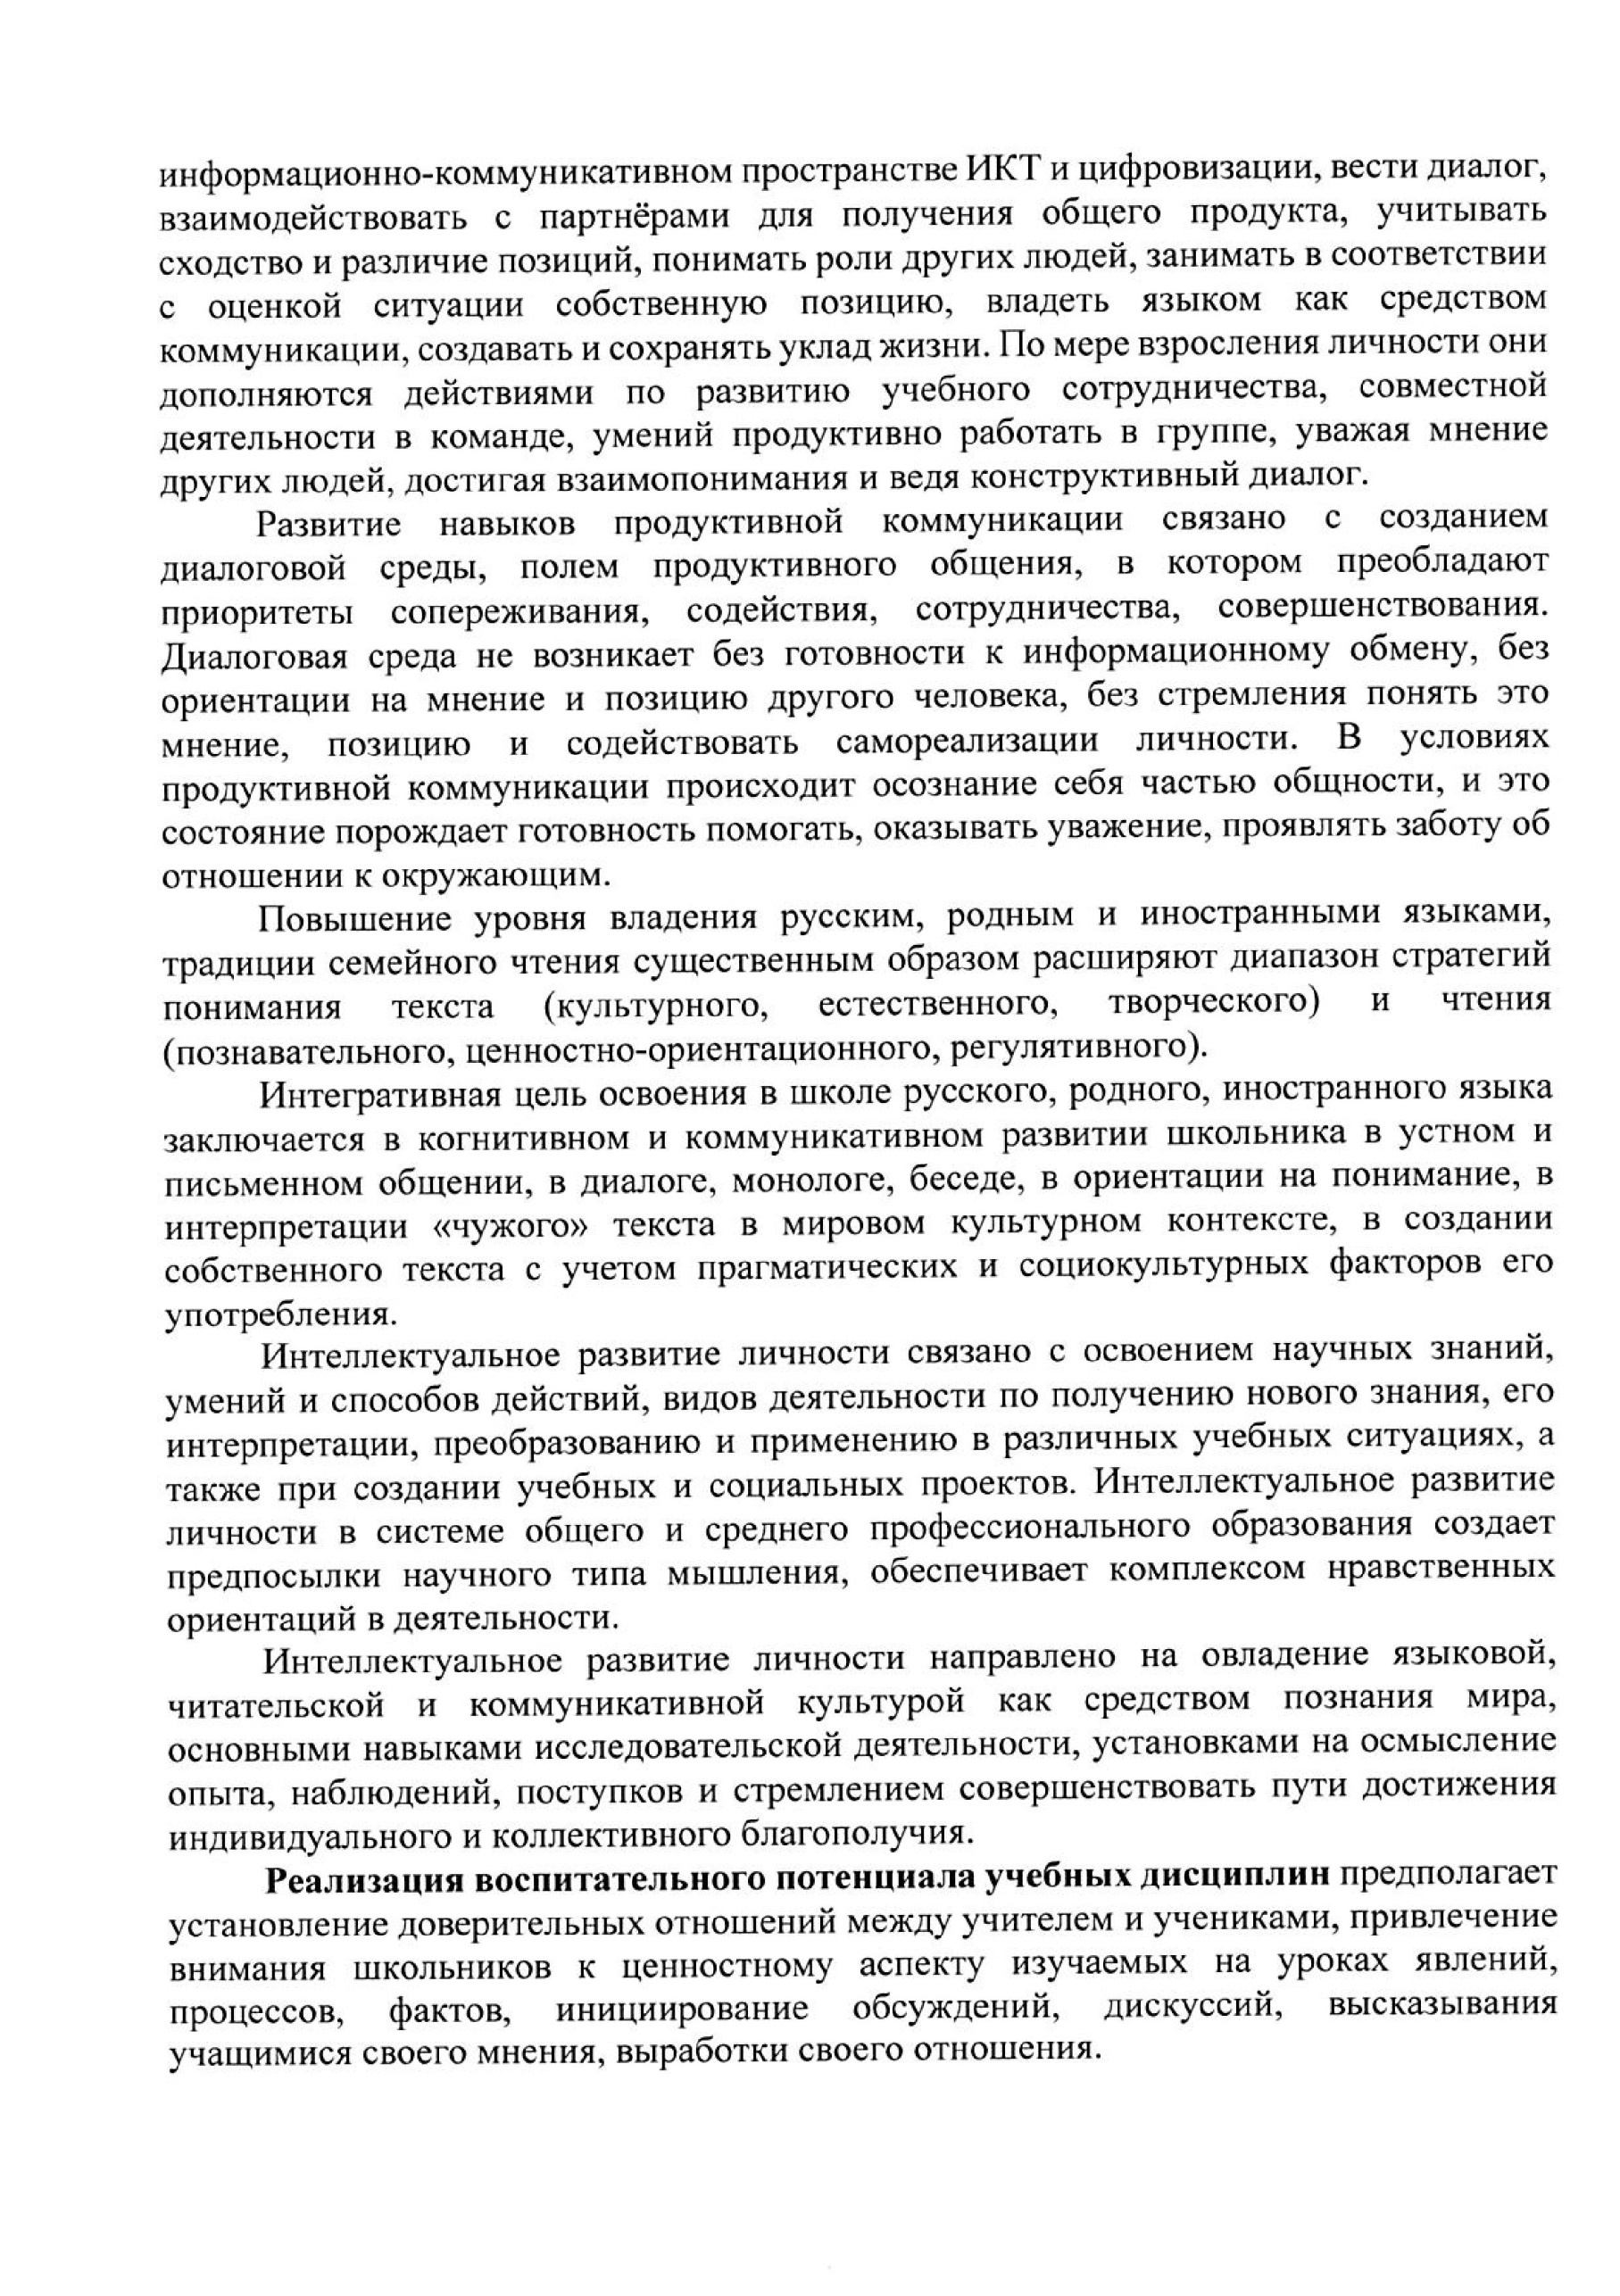 информационно-коммуникативном пространстве ИКТ и цифровизации, вести диалог,
взаимодействовать с партнёрами для получения общего продукта, учитывать
сходство и различие позиций, понимать роли других людей, занимать в соответствии
с оценкой ситуации собственную позицию, владеть языком как средством
коммуникации, создавать и сохранять уклад жизни. По мере взросления личности они
дополняются действиями по развитию учебного сотрудничества, совместной
деятельности в команде, умений продуктивно работать в группе, уважая мнение
других людей, достигая взаимопонимания и ведя конструктивный диалог.
Развитие навыков продуктивной коммуникации связано с созданием
диалоговой среды, полем продуктивного общения, в котором преобладают
приоритеты сопереживания, содействия, сотрудничества, совершенствования.
Диалоговая среда не возникает без готовности к информационному обмену, без
ориентации на мнение и позицию другого человека, без стремления понять это
мнение, позицию и содействовать самореализации личности. В условиях
продуктивной коммуникации происходит осознание себя частью общности, и это
состояние порождает готовность помогать, оказывать уважение, проявлять заботу об
отношении к окружающим.
Повышение уровня владения русским, родным и иностранными языками,
традиции семейного чтения существенным образом расширяют диапазон стратегий
понимания текста (культурного, естественного, творческого) и чтения
(познавательного, ценностно-ориентационного, регулятивного).
Интегративная цель освоения в школе русского, родного, иностранного языка
заключается в когнитивном и коммуникативном развитии школьника в устном и
письменном общении, в диалоге, монологе, беседе, в ориентации на понимание, в
интерпретации «чужого» текста в мировом культурном контексте, в создании
собственного текста с учетом прагматических и социокультурных факторов его
употребления.
Интеллектуальное развитие личности связано с освоением научных знаний,
умений и способов действий, видов деятельности по получению нового знания, его
интерпретации, преобразованию и применению в различных учебных ситуациях, а
также при создании учебных и социальных проектов. Интеллектуальное развитие
личности в системе общего и среднего профессионального образования создает
предпосылки научного типа мышления, обеспечивает комплексом нравственных
ориентаций в деятельности.
Интеллектуальное развитие личности направлено на овладение языковой,
читательской и коммуникативной культурой как средством познания мира,
основными навыками исследовательской деятельности, установками на осмысление
опыта, наблюдений, поступков и стремлением совершенствовать пути достижения
индивидуального и коллективного благополучия.
Реализация воспитательного потенциала учебных дисциплин предполагает
установление доверительных отношений между учителем и учениками, привлечение
внимания школьников к ценностному аспекту изучаемых на уроках явлений,
процессов, фактов, инициирование обсуждений, дискуссий, высказывания
учащимися своего мнения, выработки своего отношения.